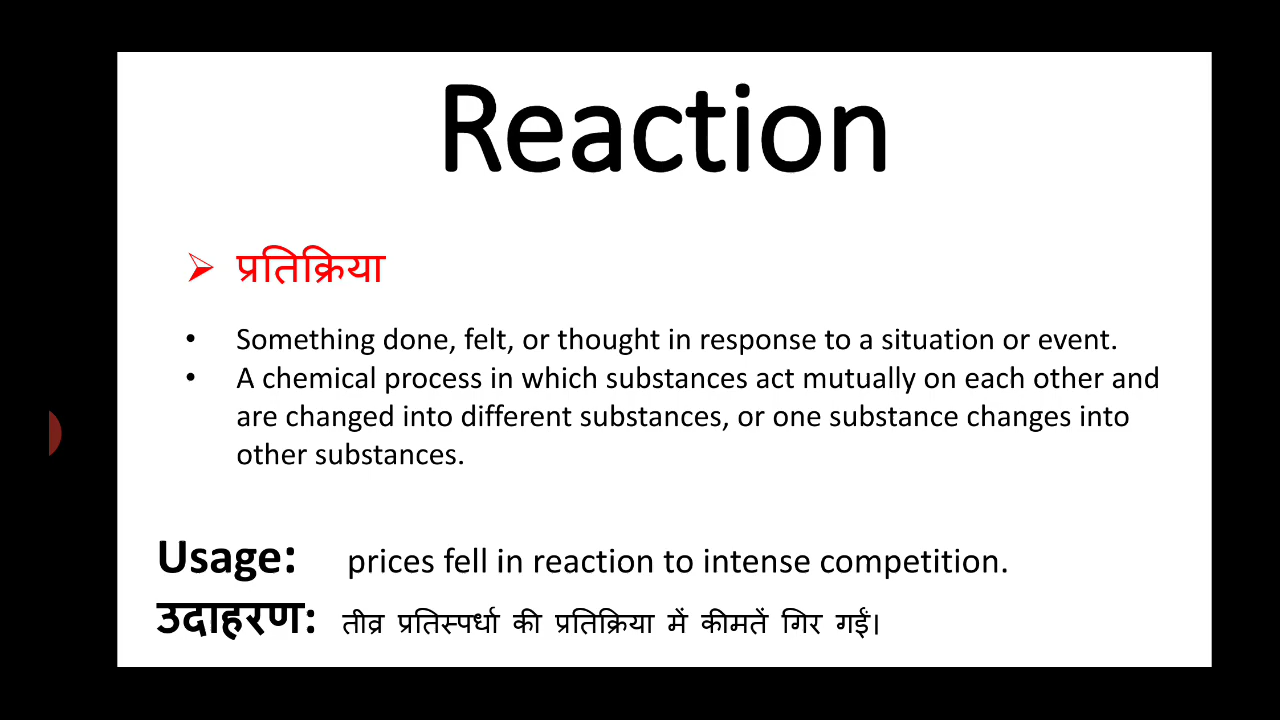 Reaction
➢ प्रतिक्रिया
• Something done, felt, or thought in response to a situation or event.
• A chemical process in which substances act mutually on each other and
are changed into different substances, or one substance changes into
other substances.
Usage: prices fell in reaction to intense competition.
उदाहरण: तीव्र प्रतिस्पर्धा की प्रतिक्रिया में कीमतें गिर गईं।